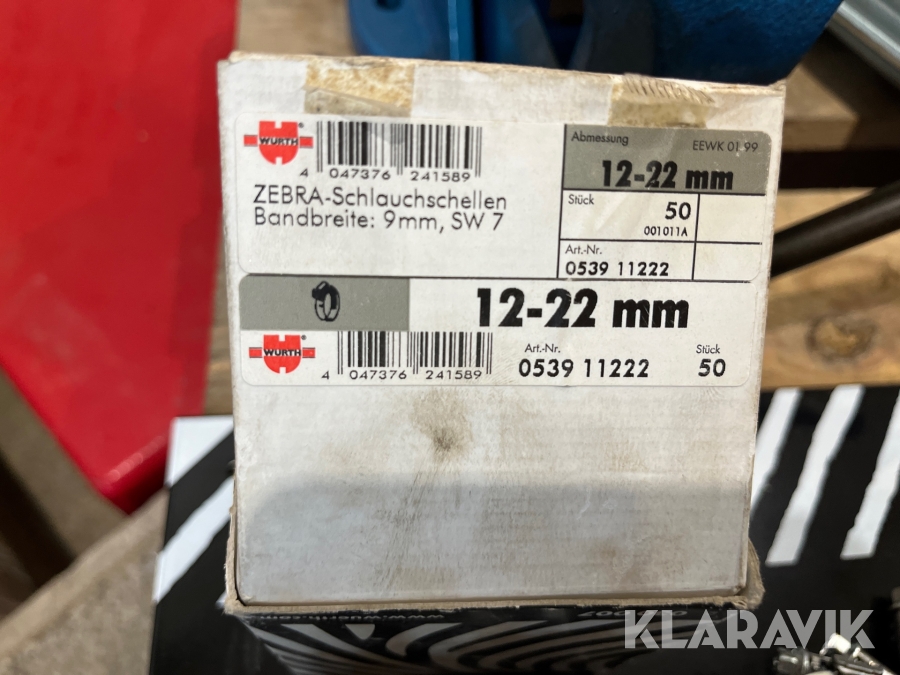 WÜRTH
4 047376 241589
ZEBRA-Schlauchschellen
Bandbreite: 9mm, SW 7
Abmessung
EEWK 01.99
12-22 mm
Stück
50
001011A
Art.-Nr.
0539 11222
12-22 mm
WÜRTH
4 047376 241589
Art.-Nr.
0539 11222
Stück
50
KLARAVIK